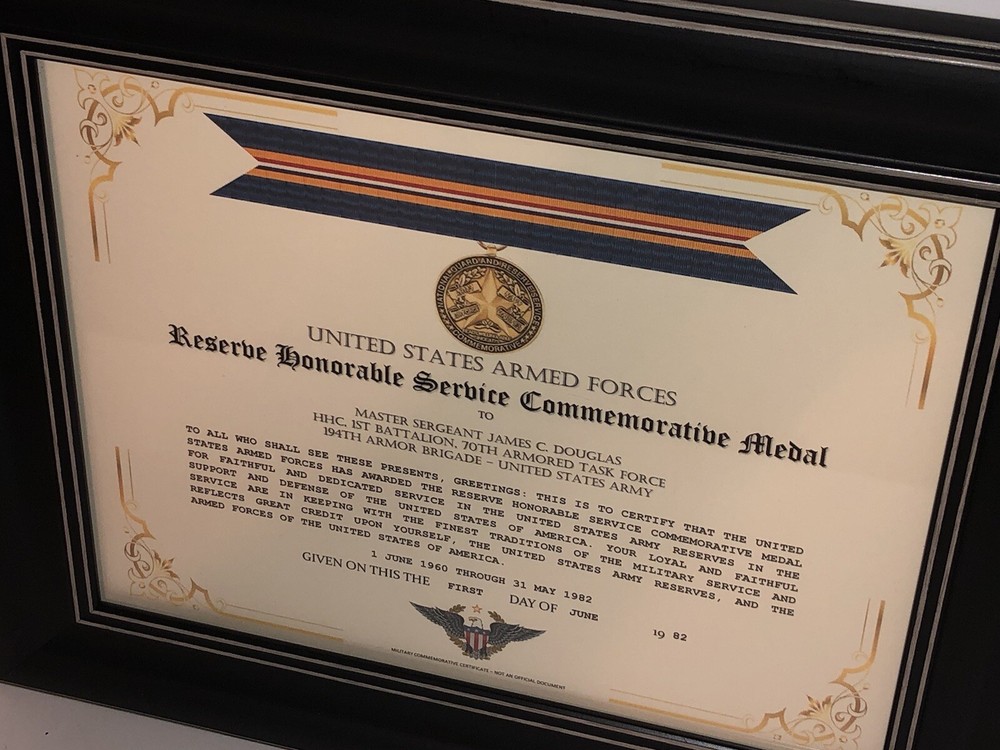 NATIONAL GUARD AND RESERVE SERVICE
COMMEMORATIVE
UNITED STATES ARMED FORCES
Reserve Honorable Service Commemorative Medal
TO
MASTER SERGEANT JAMES C. DOUGLAS
HHC, 1ST BATTALION, 70TH ARMORED TASK FORCE
194TH ARMOR BRIGADE – UNITED STATES ARMY
TO ALL WHO SHALL SEE THESE PRESENTS, GREETINGS: THIS IS TO CERTIFY THAT THE UNITED
STATES ARMED FORCES HAS AWARDED THE RESERVE HONORABLE SERVICE COMMEMORATIVE MEDAL
FOR FAITHFUL AND DEDICATED SERVICE IN THE UNITED STATES ARMY RESERVES IN THE
SUPPORT AND DEFENSE OF THE UNITED STATES OF AMERICA. YOUR LOYAL AND FAITHFUL
SERVICE ARE IN KEEPING WITH THE FINEST TRADITIONS OF THE MILITARY SERVICE AND
REFLECTS GREAT CREDIT UPON YOURSELF, THE UNITED STATES ARMY RESERVES, AND THE
ARMED FORCES OF THE UNITED STATES OF AMERICA.
1 JUNE 1960 THROUGH 31 MAY 1982
GIVEN ON THIS THE FIRST DAY OF JUNE 19 82
MILITARY COMMEMORATIVE CERTIFICATE – NOT AN OFFICIAL DOCUMENT